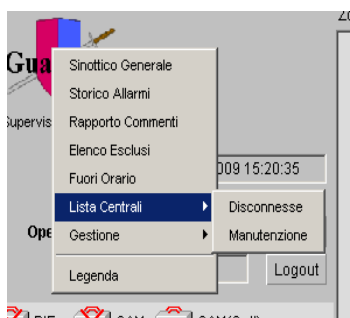 Gua
Sinottico Generale
Storico Allarmi
Supervis
Rapporto Commenti
Elenco Esclusi
009 15:20:35
Fuori Orario
Lista Centrali
Disconnesse
Ope
Gestione
Manutenzione
Legenda
Logout